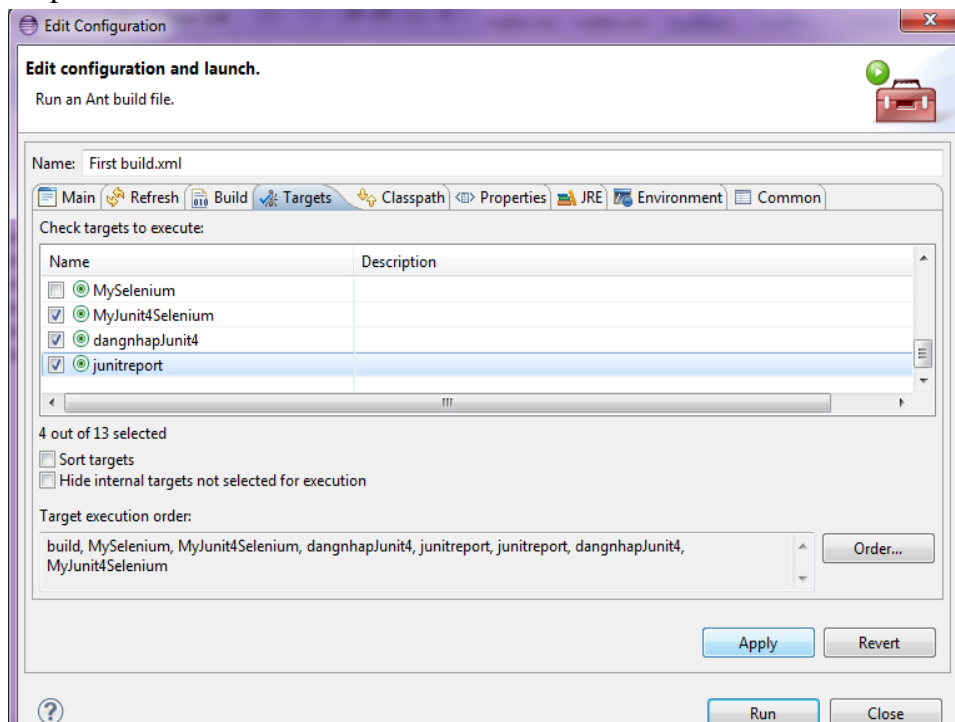 Edit Configuration
Edit configuration and launch.
Run an Ant build file.
Name: First build.xml
Main Refresh Build Targets Classpath Properties JRE Environment Common
Check targets to execute:
Name Description
MySelenium
MyJunit4Selenium
dangnhapJunit4
junitreport
4 out of 13 selected
Sort targets
Hide internal targets not selected for execution
Target execution order:
build, MySelenium, MyJunit4Selenium, dangnhapJunit4, junitreport, junitreport, dangnhapJunit4,
MyJunit4Selenium
Order...
Apply Revert
Run Close